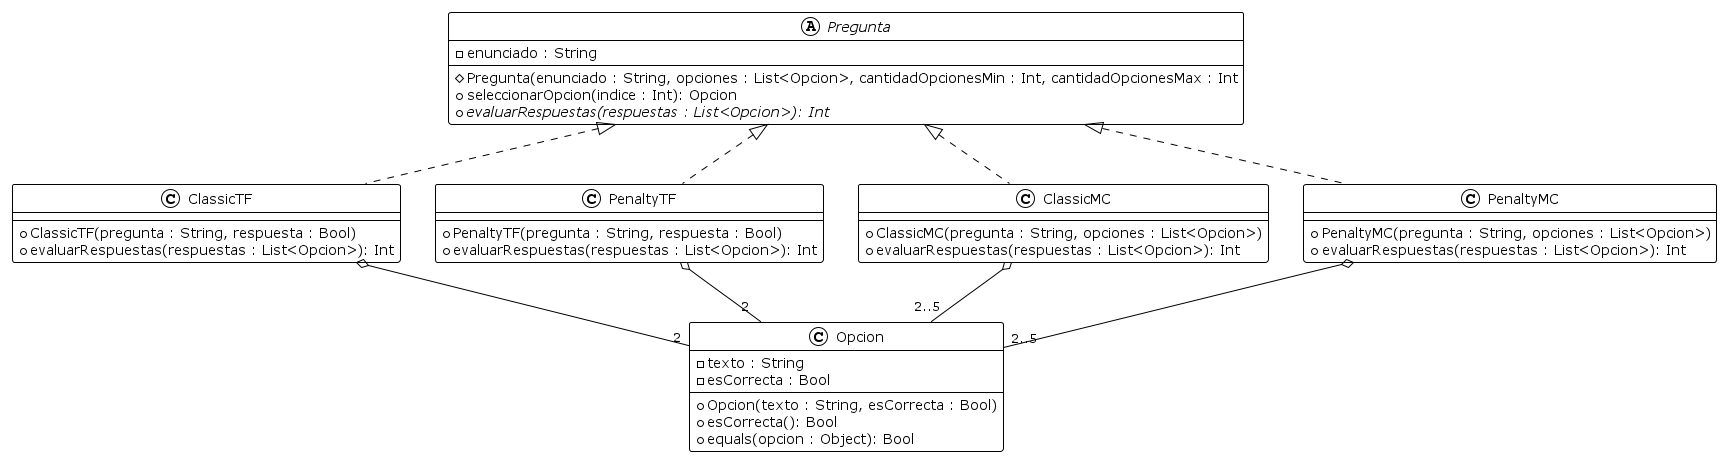 A Pregunta
enunciado : String
Pregunta(enunciado : String, opciones : List<Opcion>, cantidadOpcionesMin : Int, cantidadOpcionesMax : Int
seleccionarOpcion(indice : Int): Opcion
evaluarRespuestas(respuestas : List<Opcion>): Int
C ClassicTF
ClassicTF(pregunta : String, respuesta : Bool)
evaluarRespuestas(respuestas : List<Opcion>): Int
C PenaltyTF
PenaltyTF(pregunta : String, respuesta : Bool)
evaluarRespuestas(respuestas : List<Opcion>): Int
C ClassicMC
ClassicMC(pregunta : String, opciones : List<Opcion>)
evaluarRespuestas(respuestas : List<Opcion>): Int
C PenaltyMC
PenaltyMC(pregunta : String, opciones : List<Opcion>)
evaluarRespuestas(respuestas : List<Opcion>): Int
2
2
2..5
2..5
C Opcion
texto : String
esCorrecta : Bool
Opcion(texto : String, esCorrecta : Bool)
esCorrecta(): Bool
equals(opcion : Object): Bool